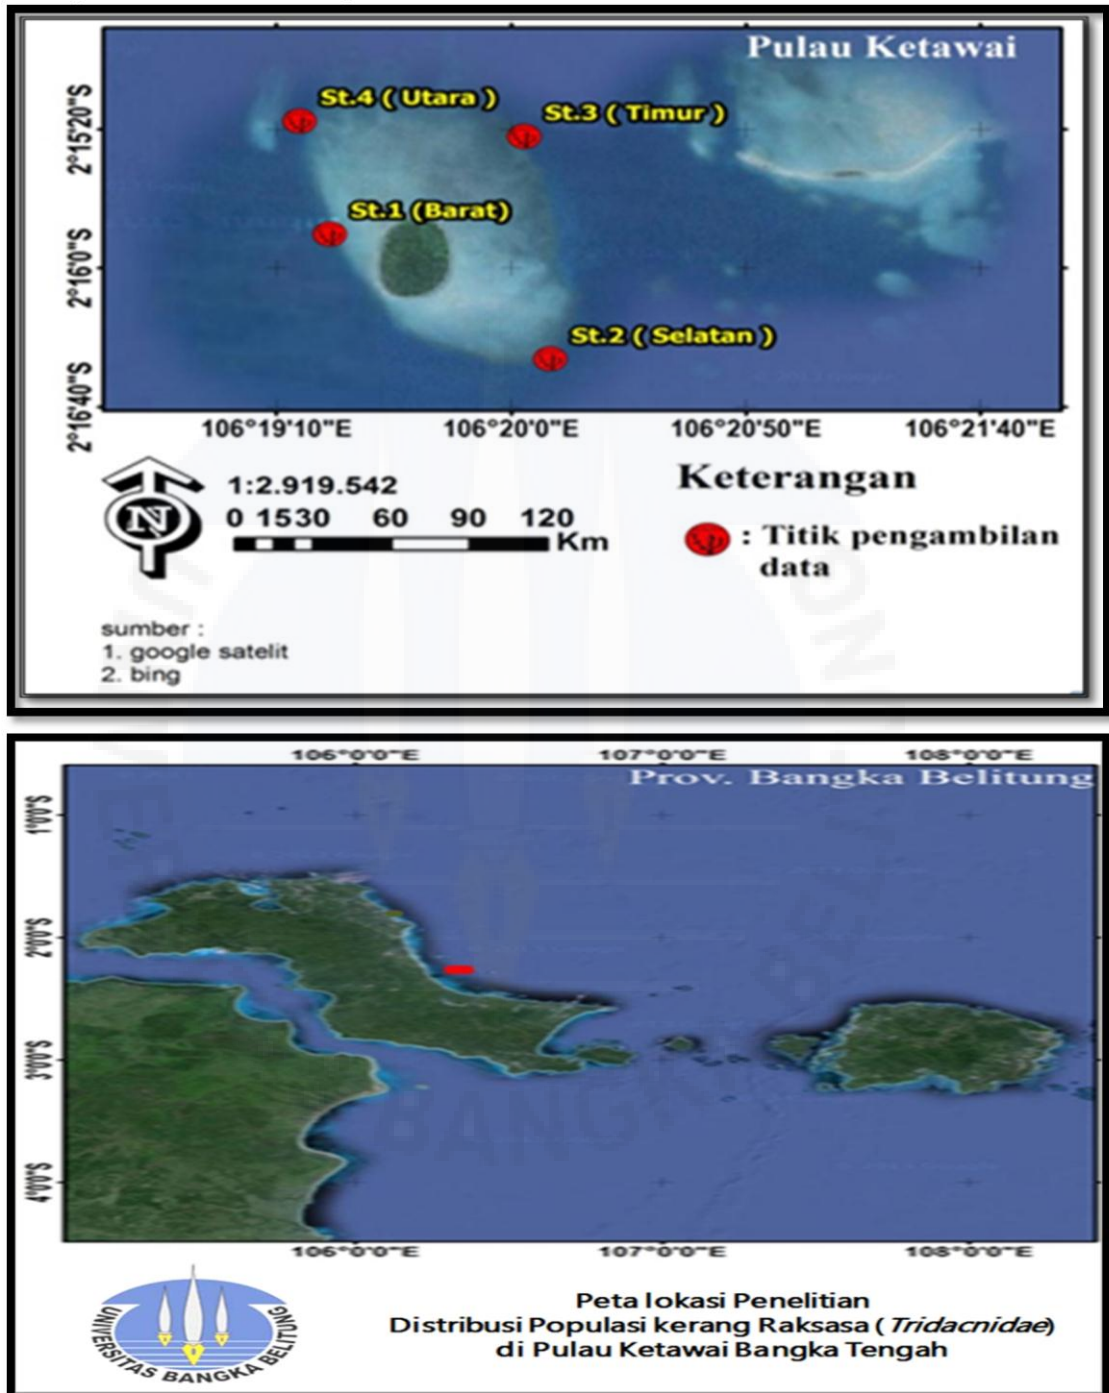 Pulau Ketawai
St.4 ( Utara )
St.3 ( Timur )
St.1 (Barat)
St.2 ( Selatan )
2°15'20"S
2°16'0"S
2°16'40"S
106°19'10"E 106°20'0"E 106°20'50"E 106°21'40"E
N
1:2.919.542
0 15 30 60 90 120
Km
Keterangan
: Titik pengambilan
data
sumber :
1. google satelit
2. bing
106°0'0"E 107°0'0"E 108°0'0"E
Prov. Bangka Belitung
1°0'0"S
2°0'0"S
3°0'0"S
4°0'0"S
106°0'0"E 107°0'0"E 108°0'0"E
UNIVERSITAS BANGKA BELITUNG
Peta lokasi Penelitian
Distribusi Populasi kerang Raksasa ( Tridacnidae)
di Pulau Ketawai Bangka Tengah